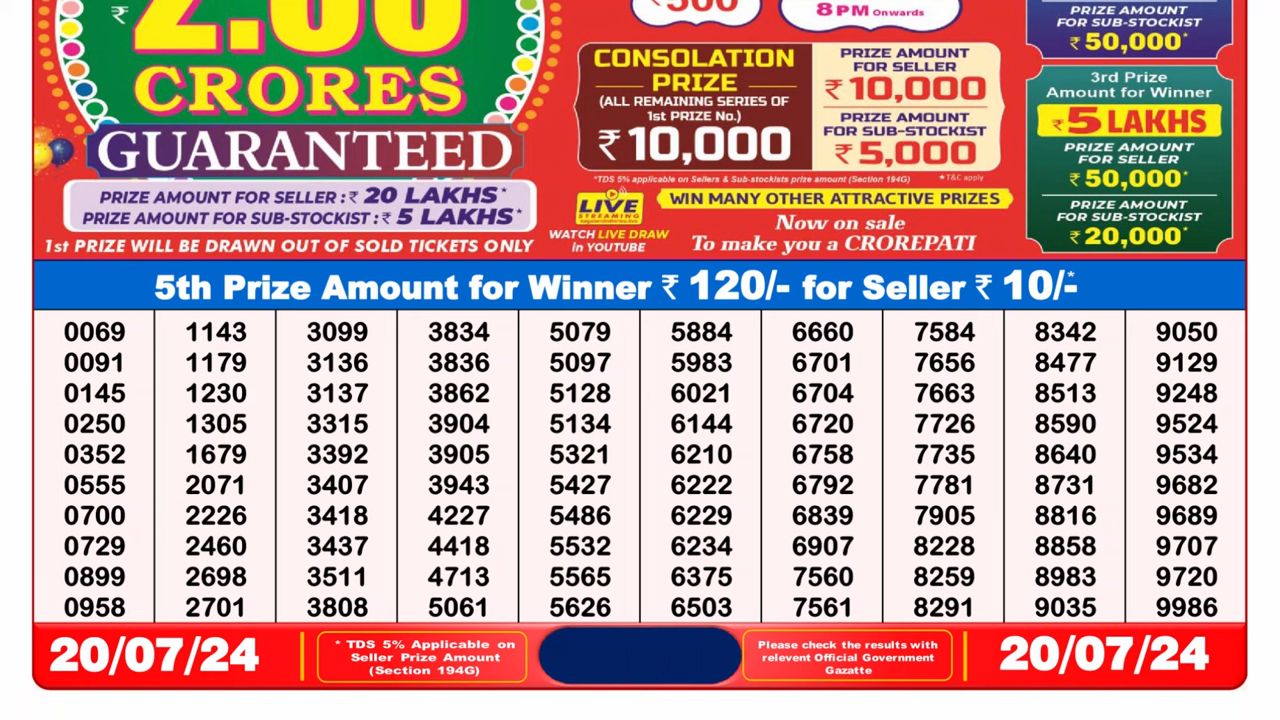 ₹
CRORES
GUARANTEED
PRIZE AMOUNT FOR SELLER : ₹ 20 LAKHS*
PRIZE AMOUNT FOR SUB-STOCKIST : ₹ 5 LAKHS*
1st PRIZE WILL BE DRAWN OUT OF SOLD TICKETS ONLY
8 PM Onwards
CONSOLATION
PRIZE
(ALL REMAINING SERIES OF
1st PRIZE No.)
₹ 10,000
PRIZE AMOUNT
FOR SELLER
₹ 10,000
PRIZE AMOUNT
FOR SUB-STOCKIST
₹ 5,000
*TDS 5% applicable on Sellers & Sub-stockists prize amount (Section 194G)
★T&C apply
LIVE
STREAMING
WATCH LIVE DRAW
in YOUTUBE
WIN MANY OTHER ATTRACTIVE PRIZES
Now on sale
To make you a CROREPATI
PRIZE AMOUNT
FOR SUB-STOCKIST
₹ 50,000*
3rd Prize
Amount for Winner
₹ 5 LAKHS
PRIZE AMOUNT
FOR SELLER
₹ 50,000*
PRIZE AMOUNT
FOR SUB-STOCKIST
₹ 20,000*
5th Prize Amount for Winner ₹ 120/- for Seller ₹ 10/-*
0069 1143 3099 3834 5079 5884 6660 7584 8342 9050
0091 1179 3136 3836 5097 5983 6701 7656 8477 9129
0145 1230 3137 3862 5128 6021 6704 7663 8513 9248
0250 1305 3315 3904 5134 6144 6720 7726 8590 9524
0352 1679 3392 3905 5321 6210 6758 7735 8640 9534
0555 2071 3407 3943 5427 6222 6792 7781 8731 9682
0700 2226 3418 4227 5486 6229 6839 7905 8816 9689
0729 2460 3437 4418 5532 6234 6907 8228 8858 9707
0899 2698 3511 4713 5565 6375 7560 8259 8983 9720
0958 2701 3808 5061 5626 6503 7561 8291 9035 9986
20/07/24
* TDS 5% Applicable on
Seller Prize Amount
(Section 194G)
Please check the results with
relevent Official Government
Gazatte
20/07/24